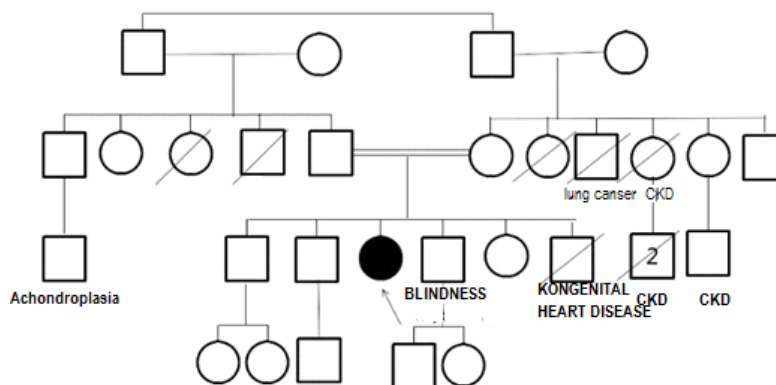 lung canser CKD
2
Achondroplasia
BLINDNESS
KONGENITAL
HEART DISEASE
CKD
CKD